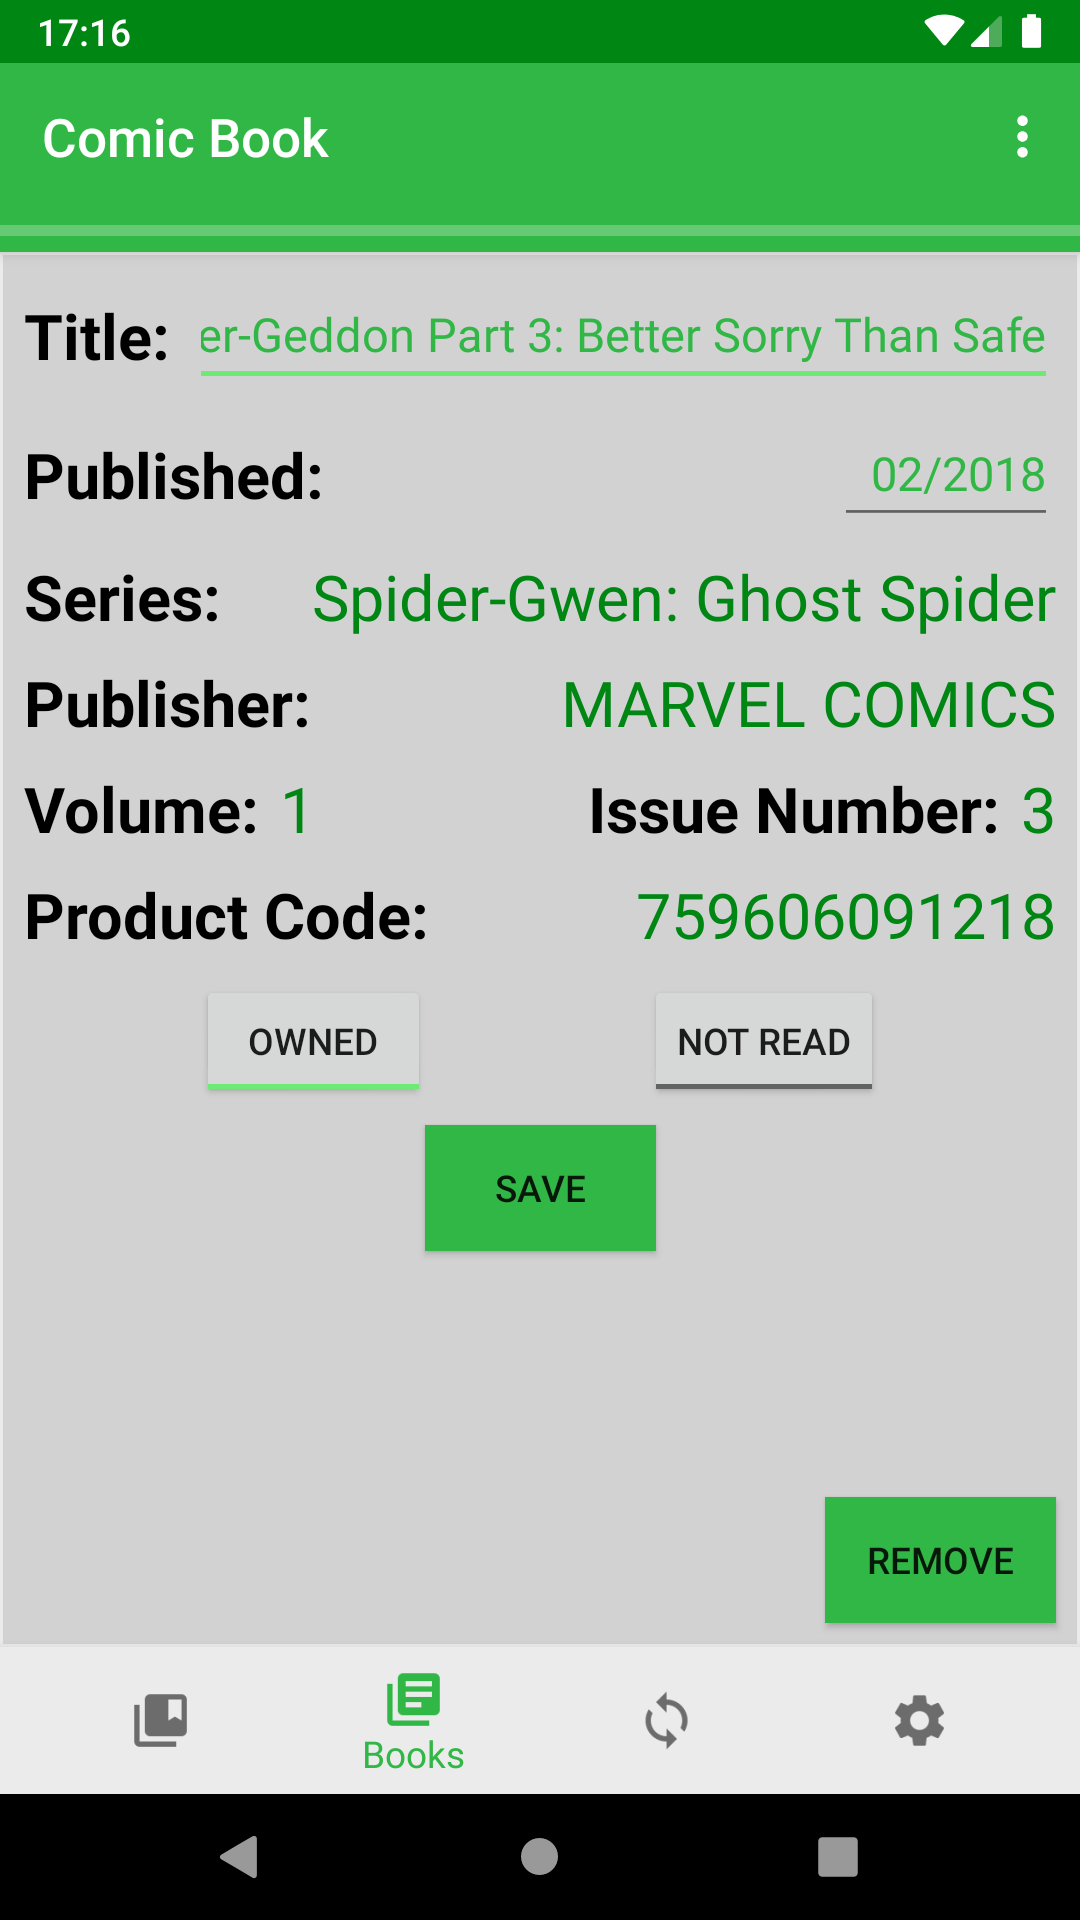 17:16
Comic Book
Title: er-Geddon Part 3: Better Sorry Than Safe
Published: 02/2018
Series: Spider-Gwen: Ghost Spider
Publisher: MARVEL COMICS
Volume: 1 Issue Number: 3
Product Code: 759606091218
OWNED NOT READ
SAVE
REMOVE
Books